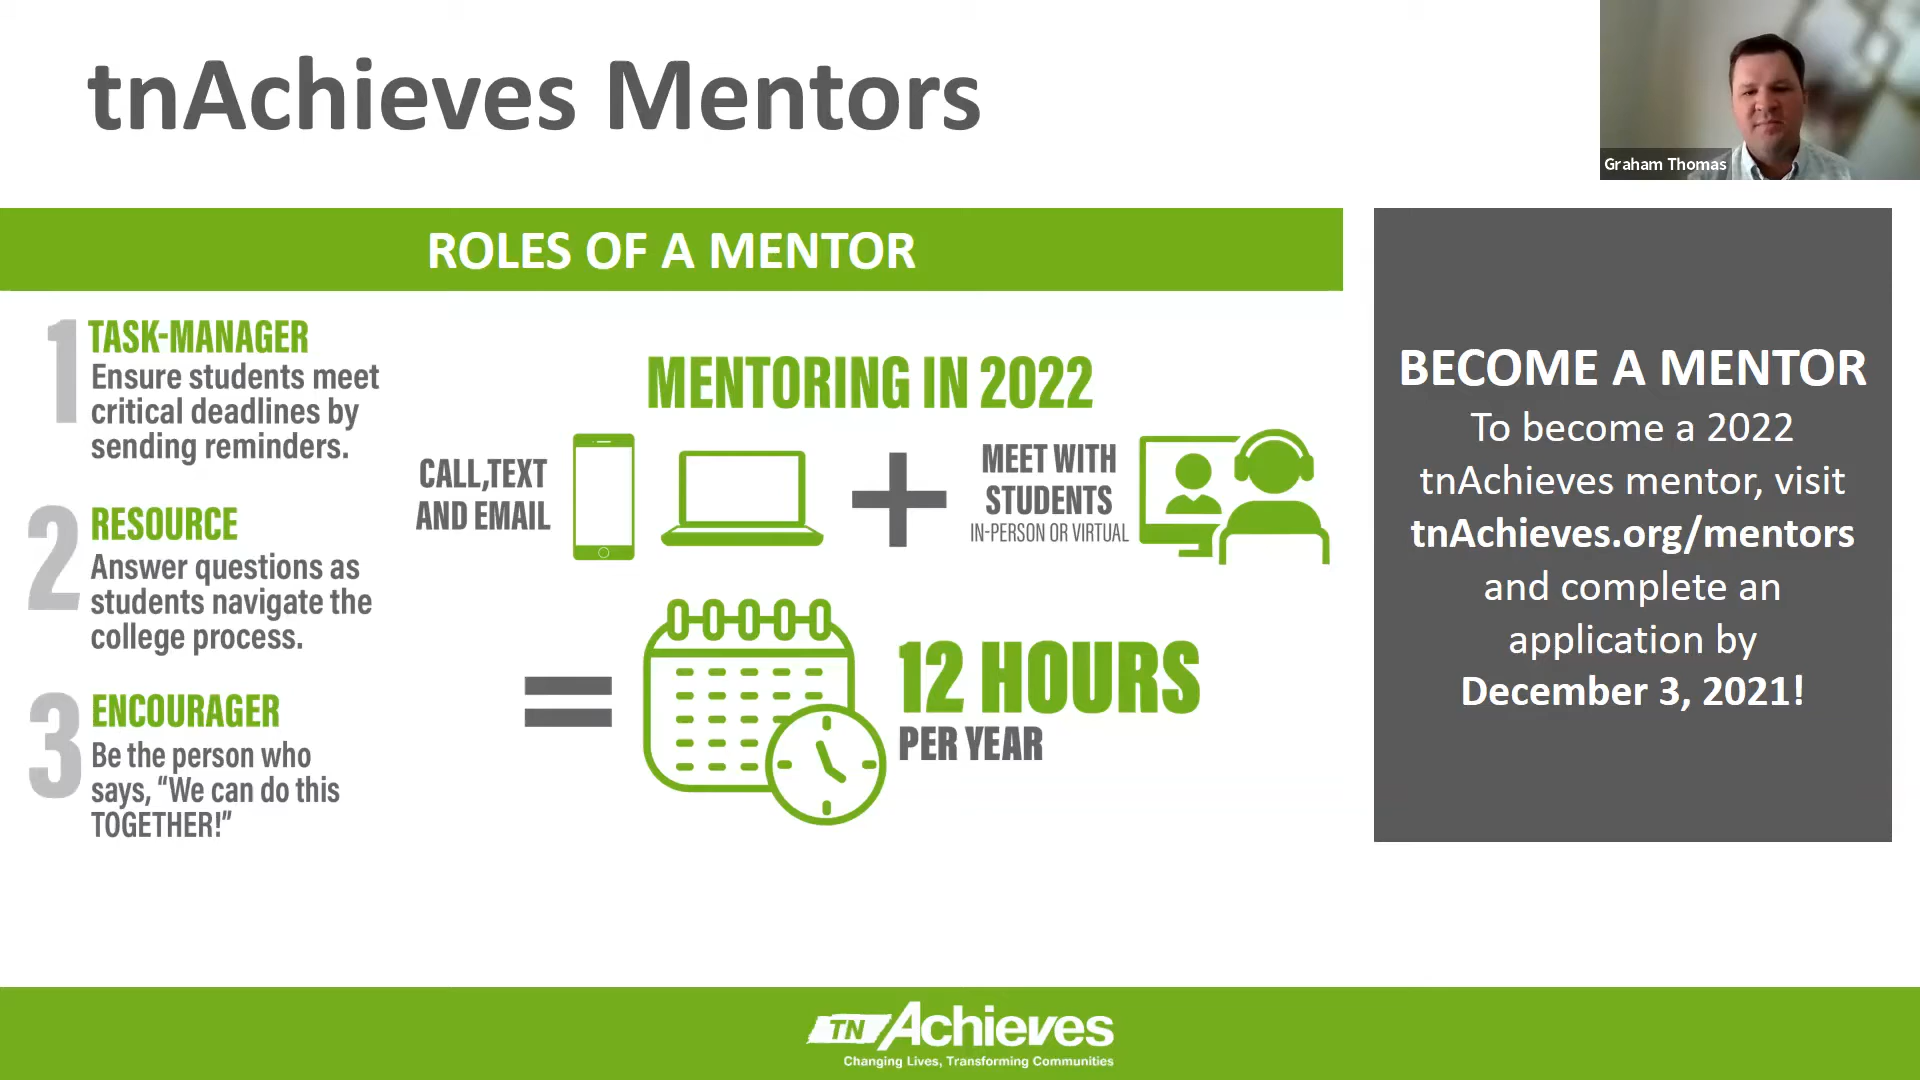 tnAchieves Mentors
Graham Thomas
ROLES OF A MENTOR
1 TASK-MANAGER
Ensure students meet
critical deadlines by
sending reminders.
2 RESOURCE
Answer questions as
students navigate the
college process.
3 ENCOURAGER
Be the person who
says, “We can do this
TOGETHER!”
MENTORING IN 2022
CALL,TEXT
AND EMAIL
+
MEET WITH
STUDENTS
IN-PERSON OR VIRTUAL
=
12 HOURS
PER YEAR
BECOME A MENTOR
To become a 2022
tnAchieves mentor, visit
tnAchieves.org/mentors
and complete an
application by
December 3, 2021!
TN Achieves
Changing Lives, Transforming Communities